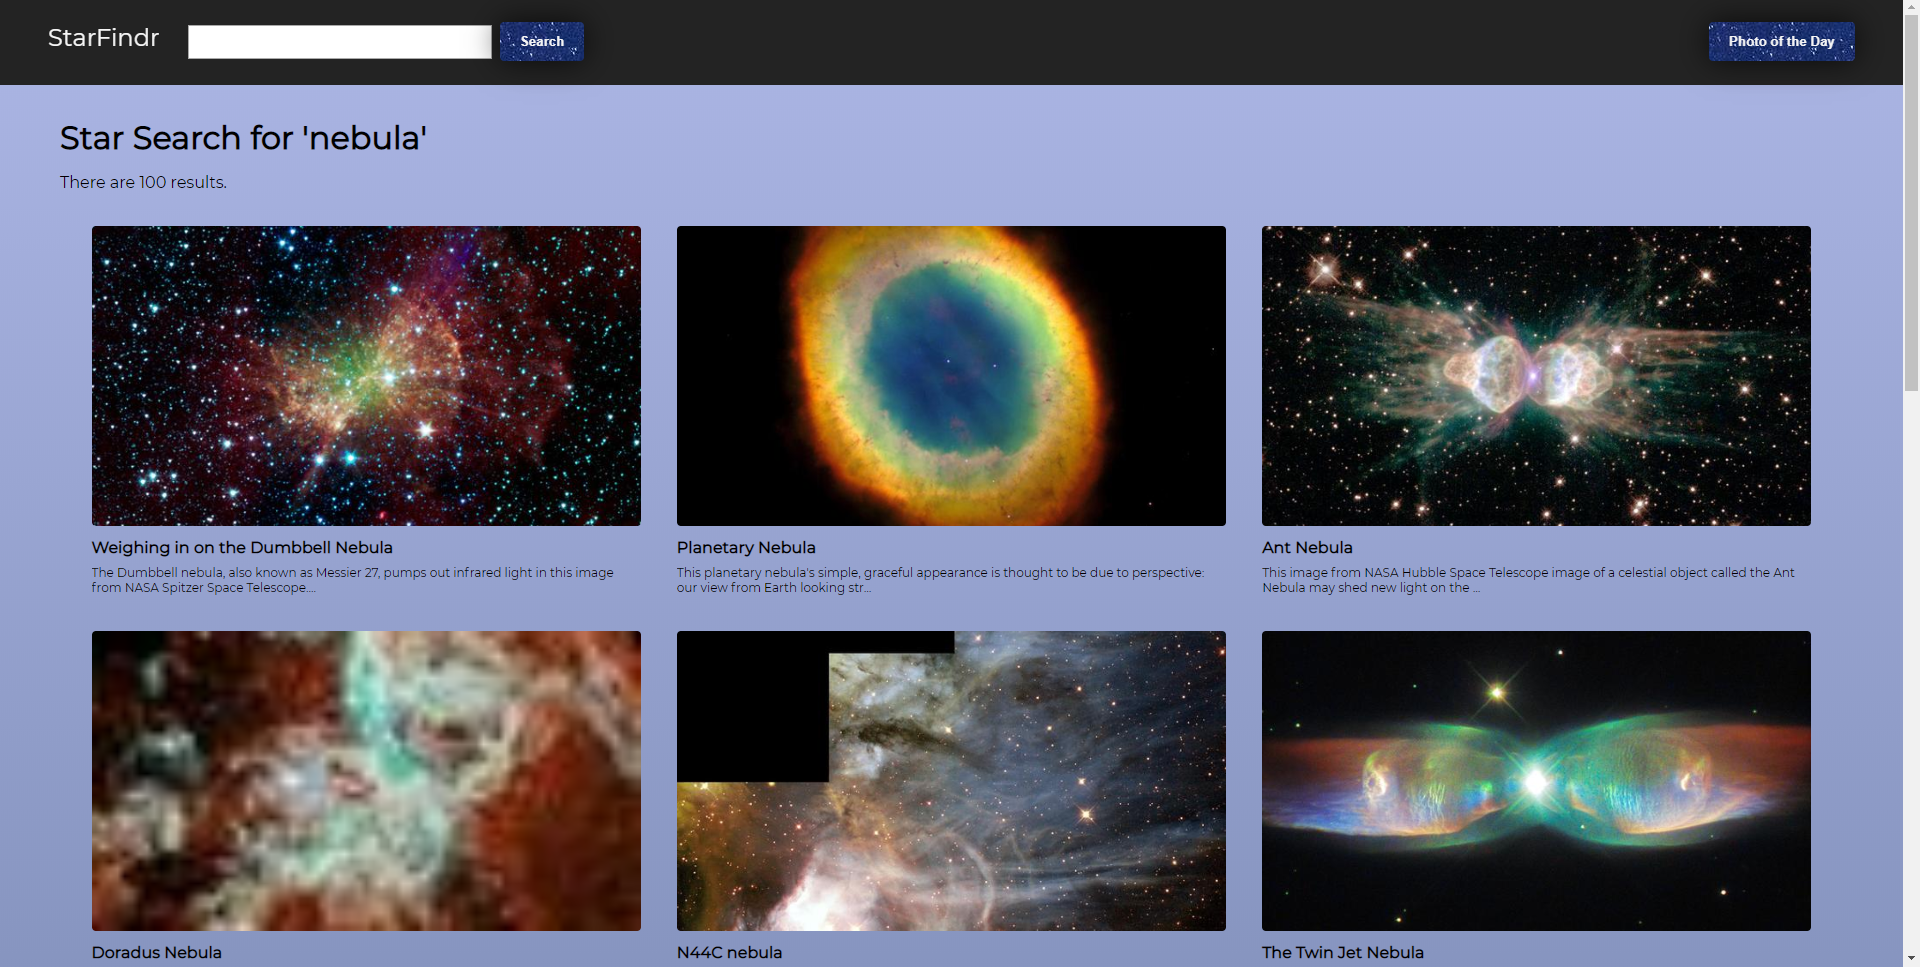 StarFindr
Search
Photo of the Day
Star Search for 'nebula'
There are 100 results.
Weighing in on the Dumbbell Nebula
The Dumbbell nebula, also known as Messier 27, pumps out infrared light in this image
from NASA Spitzer Space Telescope....
Planetary Nebula
This planetary nebula's simple, graceful appearance is thought to be due to perspective:
our view from Earth looking str...
Ant Nebula
This image from NASA Hubble Space Telescope image of a celestial object called the Ant
Nebula may shed new light on the ...
Doradus Nebula
N44C nebula
The Twin Jet Nebula